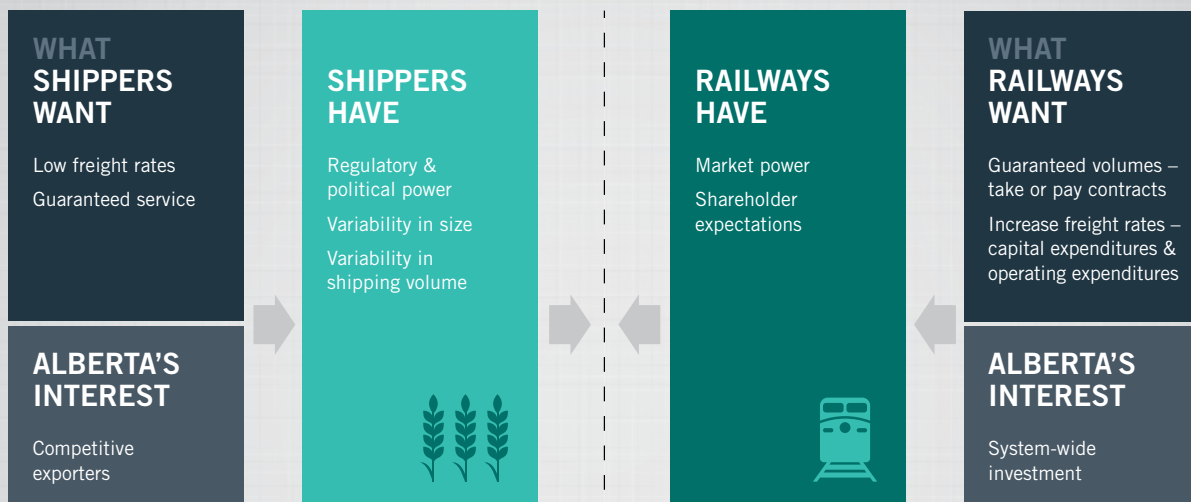 WHAT
SHIPPERS
WANT
Low freight rates
Guaranteed service
ALBERTA'S
INTEREST
Competitive
exporters
SHIPPERS
HAVE
Regulatory &
political power
Variability in size
Variability in
shipping volume
RAILWAYS
HAVE
Market power
Shareholder
expectations
WHAT
RAILWAYS
WANT
Guaranteed volumes –
take or pay contracts
Increase freight rates –
capital expenditures &
operating expenditures
ALBERTA'S
INTEREST
System-wide
investment